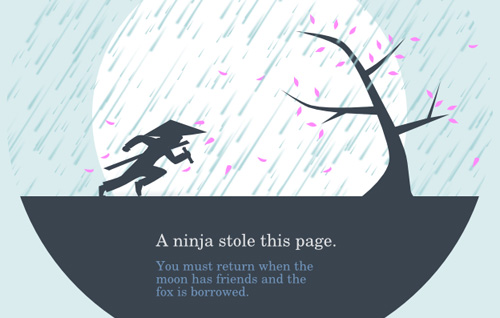 A ninja stole this page.
You must return when the
moon has friends and the
fox is borrowed.